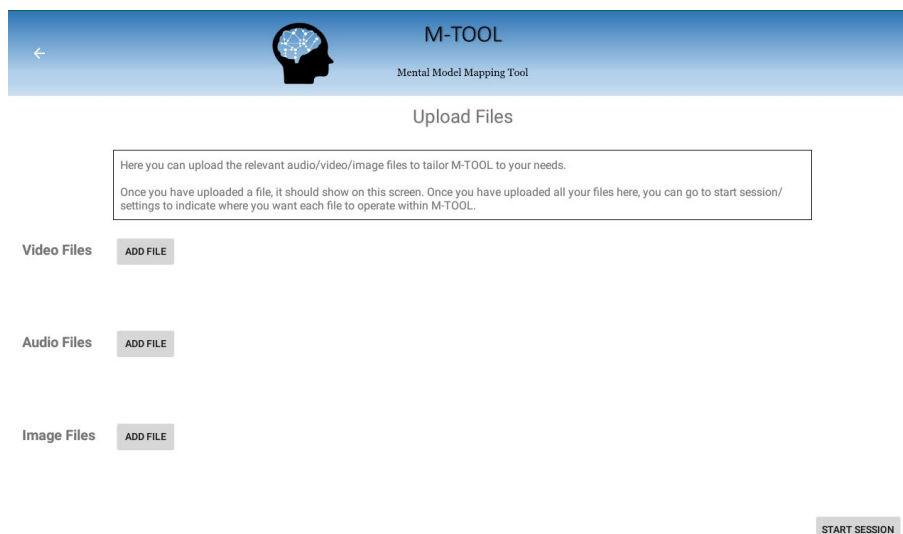 M-TOOL
Mental Model Mapping Tool
Upload Files
Here you can upload the relevant audio/video/image files to tailor M-TOOL to your needs.
Once you have uploaded a file, it should show on this screen. Once you have uploaded all your files here, you can go to start session/
settings to indicate where you want each file to operate within M-TOOL.
Video Files ADD FILE
Audio Files ADD FILE
Image Files ADD FILE
START SESSION